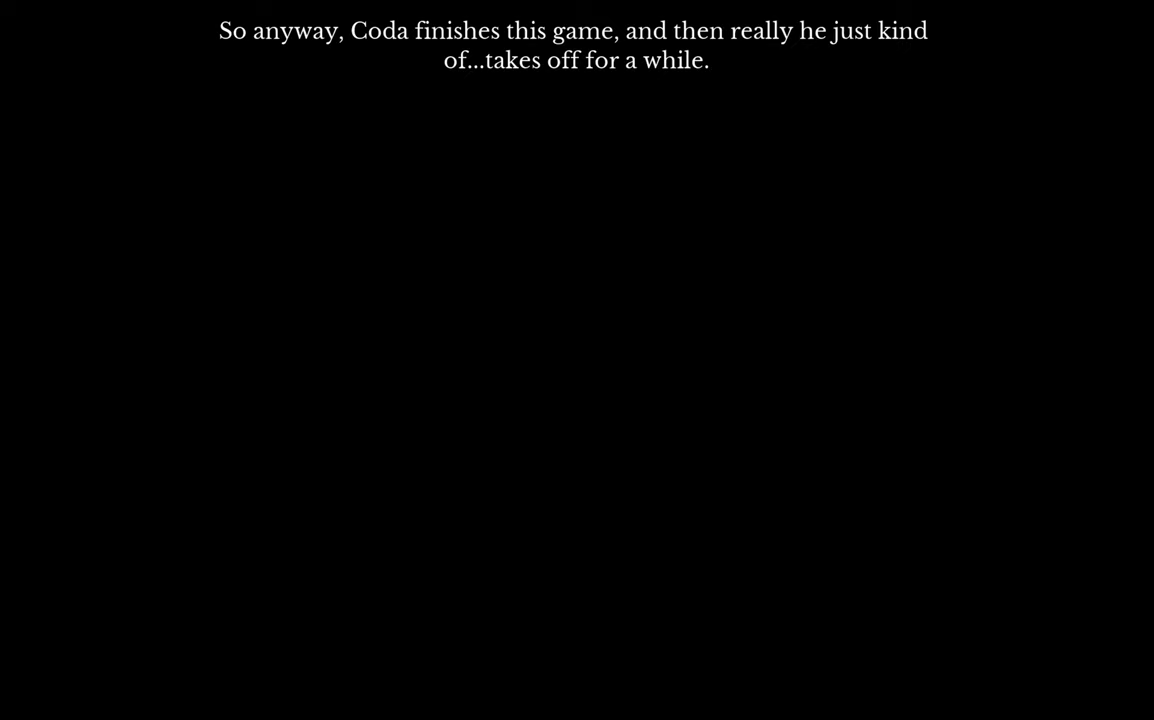 So anyway, Coda finishes this game, and then really he just kind
of...takes off for a while.